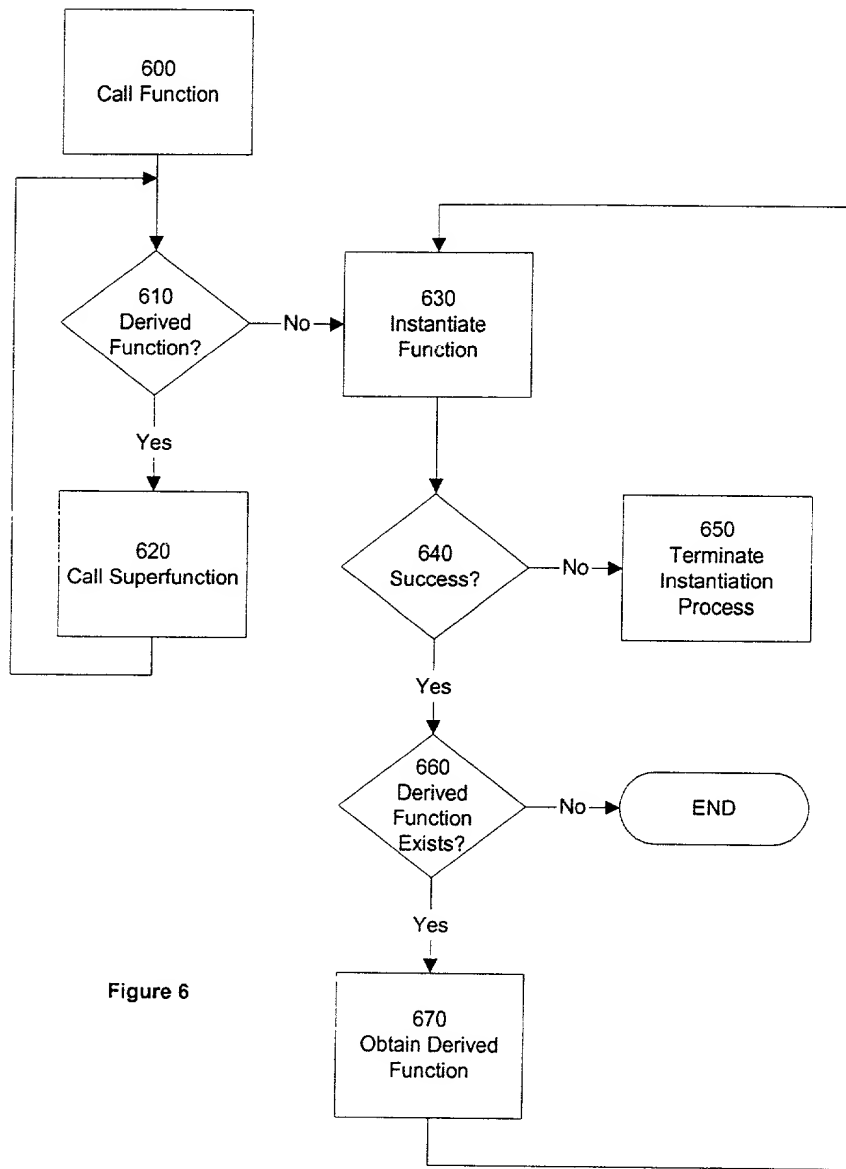 600
Call Function
610
Derived
Function?
No
630
Instantiate
Function
Yes
620
Call Superfunction
640
Success?
No
650
Terminate
Instantiation
Process
Yes
660
Derived
Function
Exists?
No
END
Yes
Figure 6
670
Obtain Derived
Function